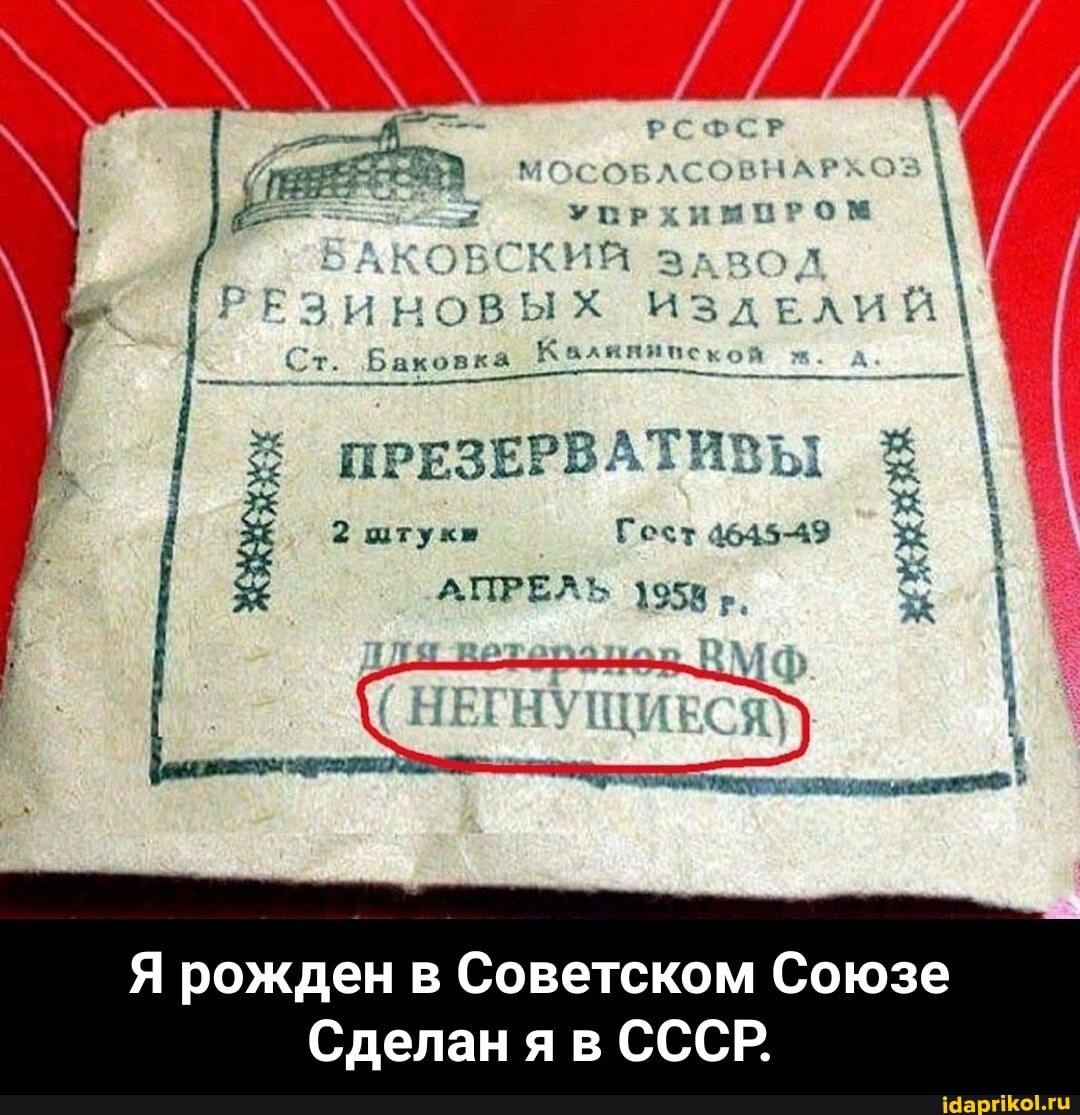 РСФСР
МОСОБЛСОВНАРХОЗ
УПРХИМПРОМ
БАКОВСКИЙ ЗАВОД
РЕЗИНОВЫХ ИЗДЕЛИЙ
Ст. Баковка Калининской ж. д.
ПРЕЗЕРВАТИВЫ
2 штуки Гост 4645-49
АПРЕЛЬ 1958 г.
для ветеранов ВМФ
(НЕГНУЩИЕСЯ)
Я рожден в Советском Союзе
Сделан я в СССР.
idaprikol.ru